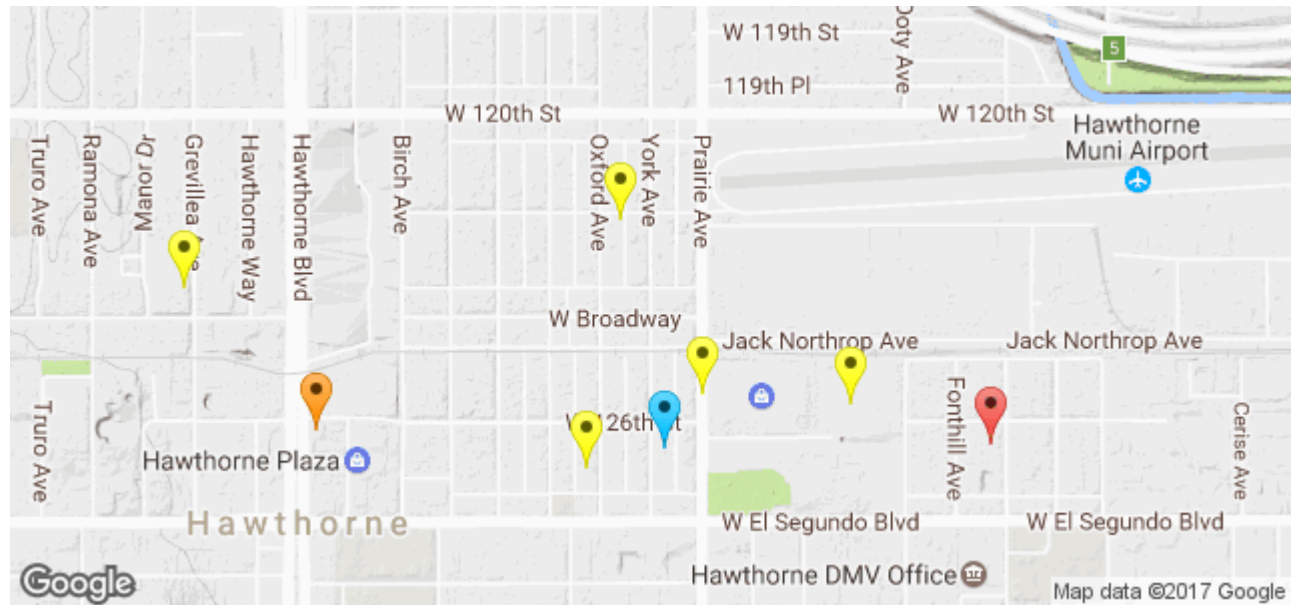 W 119th St
Doty Ave
5
119th Pl
W 120th St
W 120th St
Hawthorne
Muni Airport
Truro Ave
Ramona Ave
Manor Dr
Grevillea
Hawthorne Way
Hawthorne Blvd
Birch Ave
Oxford Ave
York Ave
Prairie Ave
W Broadway
Jack Northrop Ave
Jack Northrop Ave
Truro Ave
126th
Fonthill Ave
Cerise Ave
Hawthorne Plaza
Hawthorne
W El Segundo Blvd
W El Segundo Blvd
Hawthorne DMV Office
Google
Map data ©2017 Google